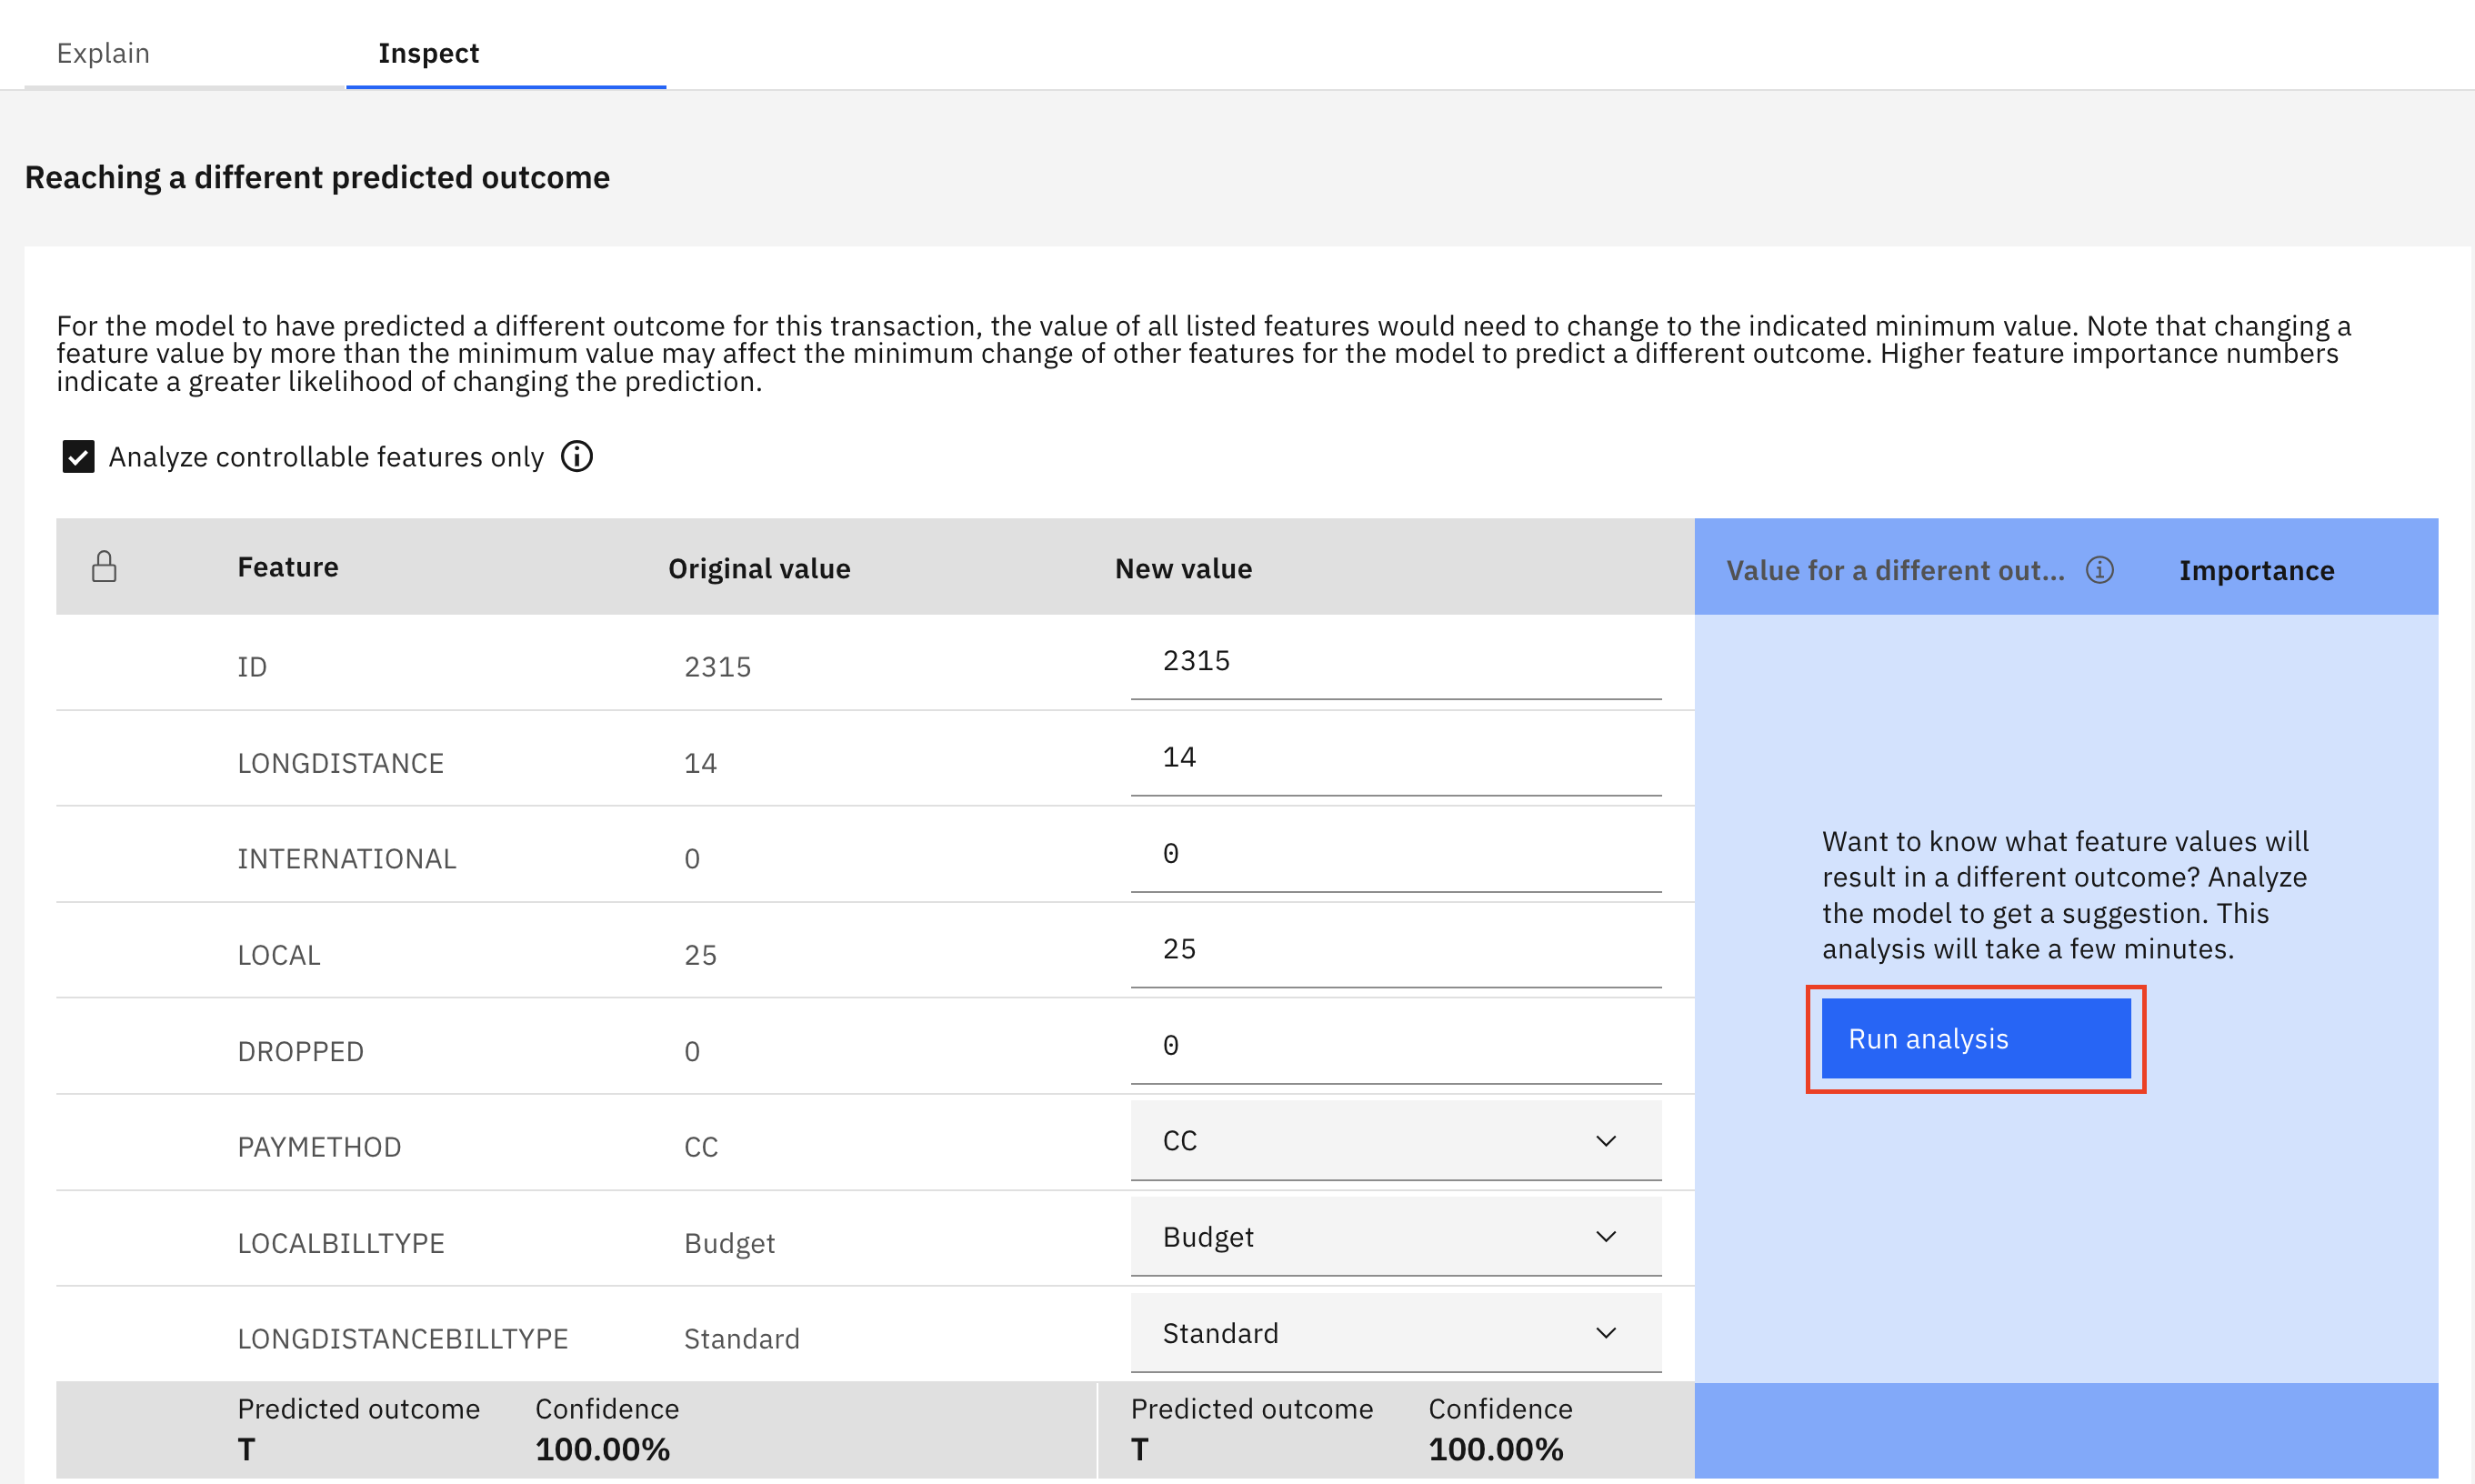 Explain
Inspect
Reaching a different predicted outcome
For the model to have predicted a different outcome for this transaction, the value of all listed features would need to change to the indicated minimum value. Note that changing a
feature value by more than the minimum value may affect the minimum change of other features for the model to predict a different outcome. Higher feature importance numbers
indicate a greater likelihood of changing the prediction.
Analyze controllable features only
Feature Original value New value Value for a different out... Importance
ID 2315 2315
LONGDISTANCE 14 14
INTERNATIONAL 0 0
LOCAL 25 25
DROPPED 0 0
PAYMETHOD CC CC
LOCALBILLTYPE Budget Budget
LONGDISTANCEBILLTYPE Standard Standard
Want to know what feature values will
result in a different outcome? Analyze
the model to get a suggestion. This
analysis will take a few minutes.
Run analysis
Predicted outcome Confidence Predicted outcome Confidence
T 100.00% T 100.00%